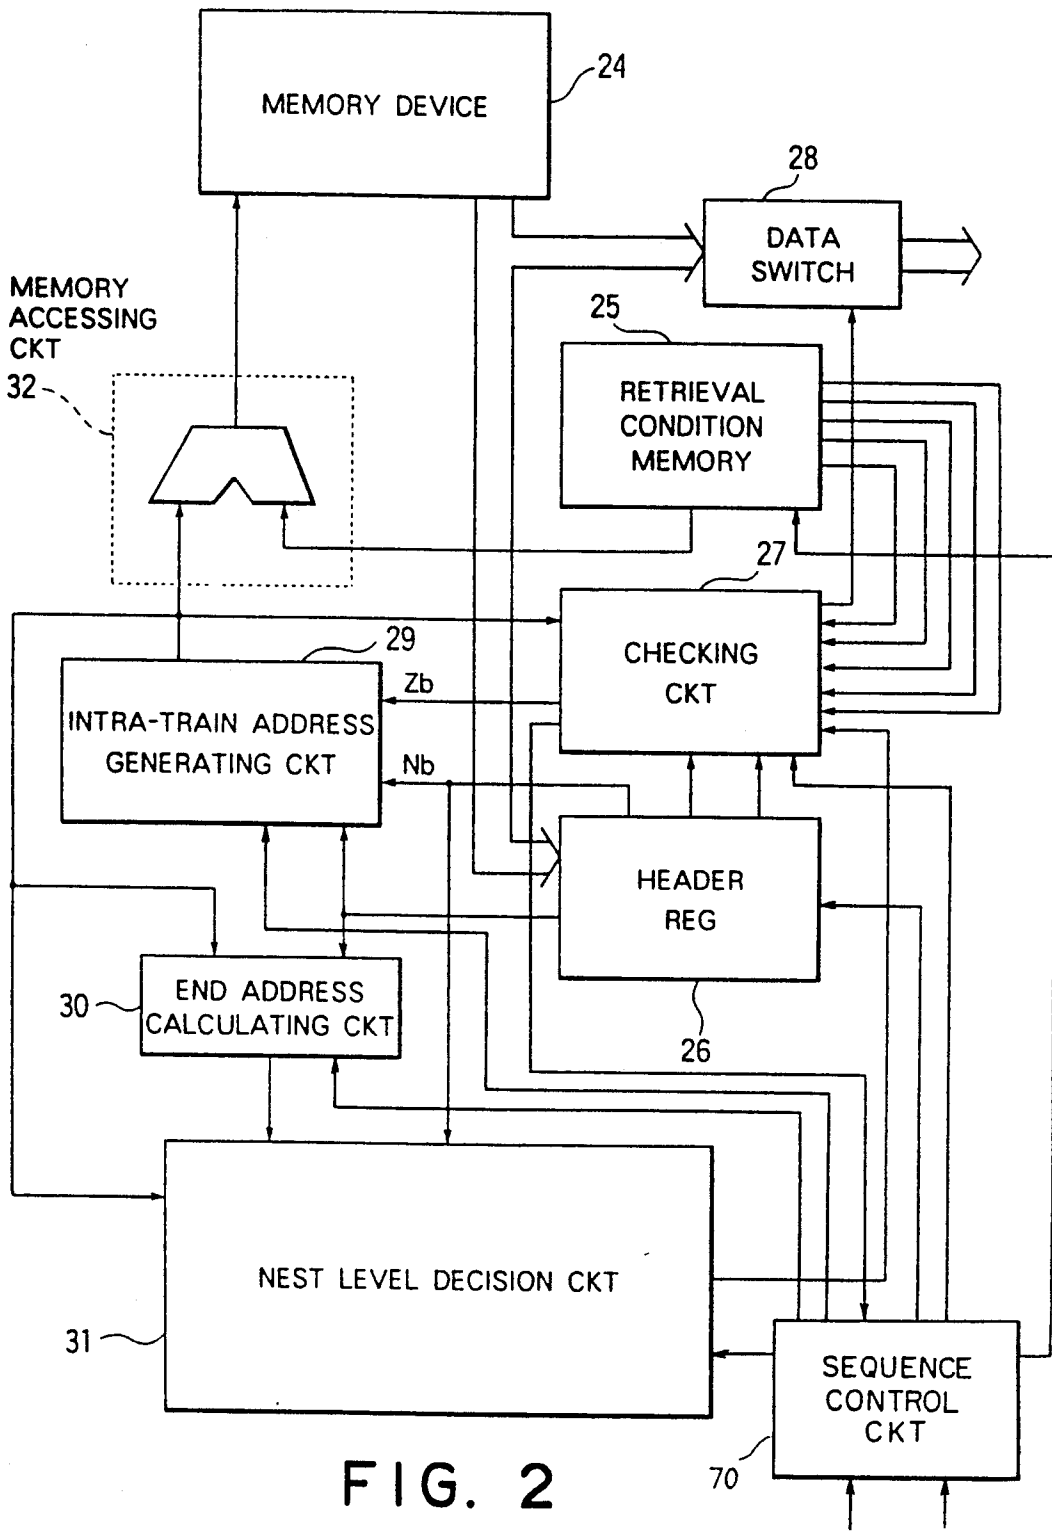 24
MEMORY DEVICE
28
DATA
SWITCH
MEMORY
ACCESSING
CKT
32
25
RETRIEVAL
CONDITION
MEMORY
27
CHECKING
CKT
29
INTRA-TRAIN ADDRESS
GENERATING CKT
Zb
Nb
HEADER
REG
26
30
END ADDRESS
CALCULATING CKT
NEST LEVEL DECISION CKT
31
SEQUENCE
CONTROL
CKT
70
FIG. 2